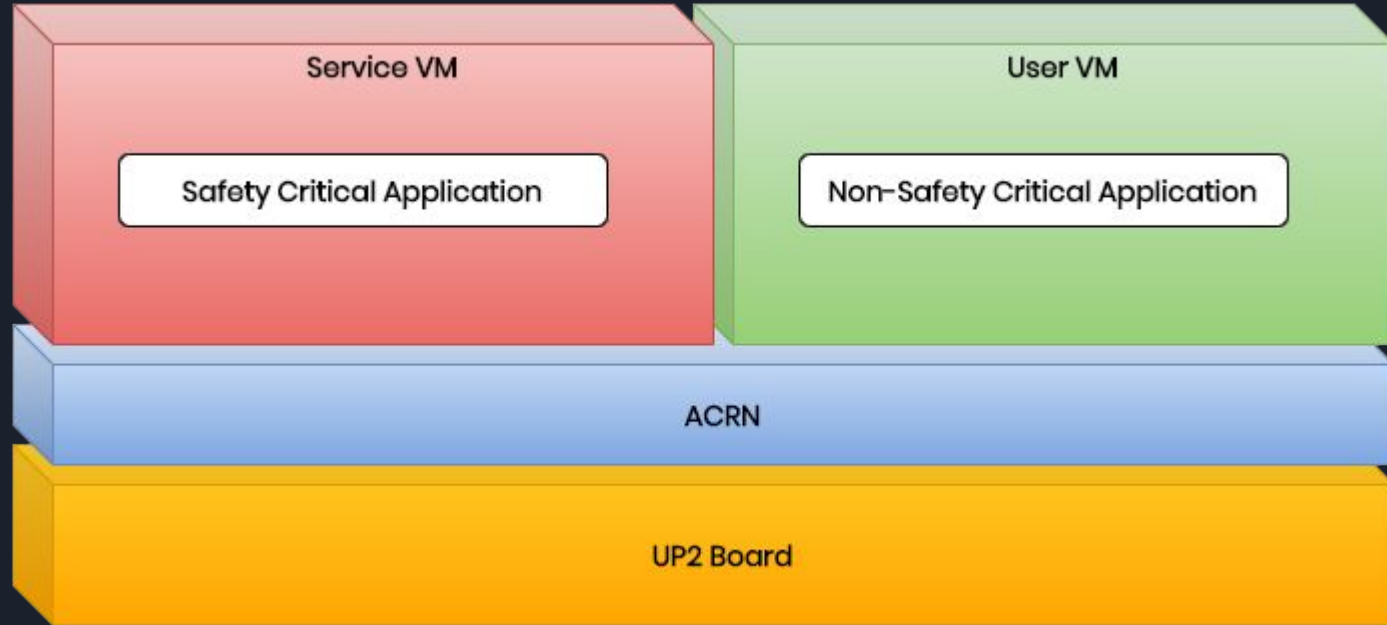 Service VM
User VM
Safety Critical Application
Non-Safety Critical Application
ACRN
UP2 Board